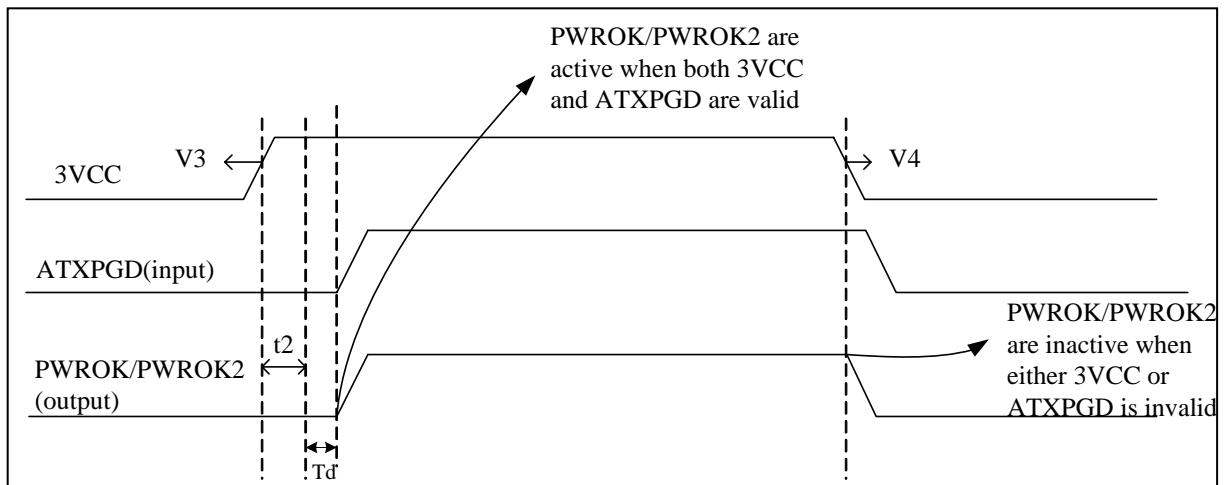 PWROK/PWROK2 are
active when both 3VCC
and ATXPGD are valid
V3
V4
3VCC
ATXPGD(input)
t2
PWROK/PWROK2
(output)
PWROK/PWROK2
are inactive when
either 3VCC or
ATXPGD is invalid
Td